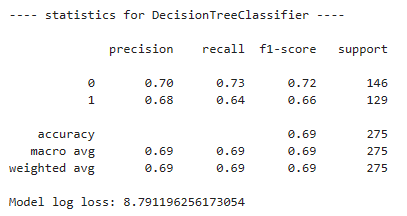 ---- statistics for DecisionTreeClassifier ----
precision recall f1-score support
0 0.70 0.73 0.72 146
1 0.68 0.64 0.66 129
accuracy 0.69 275
macro avg 0.69 0.69 0.69 275
weighted avg 0.69 0.69 0.69 275
Model log loss: 8.791196256173054